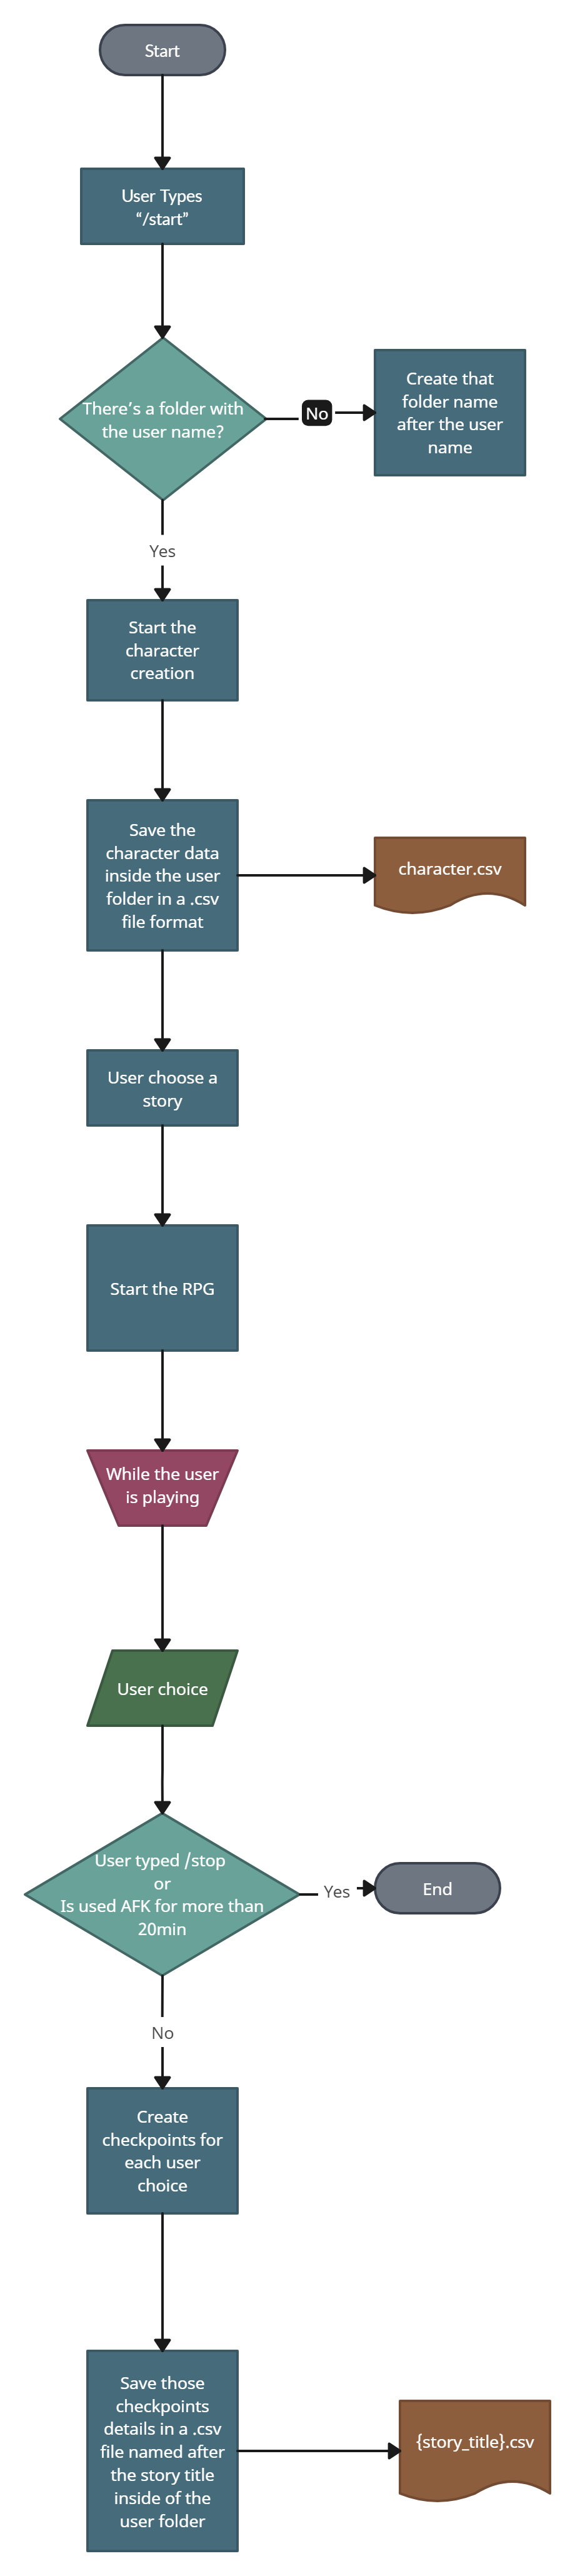 Start
User Types
“/start”
There’s a folder with
the user name?
No
Create that
folder name
after the user
name
Yes
Start the
character
creation
Save the
character data
inside the user
folder in a .csv
file format
character.csv
User choose a
story
Start the RPG
While the user
is playing
User choice
User typed /stop
or
Is used AFK for more than
20min
Yes
End
No
Create
checkpoints for
each user
choice
Save those
checkpoints
details in a .csv
file named after
the story title
inside of the
user folder
{story_title}.csv